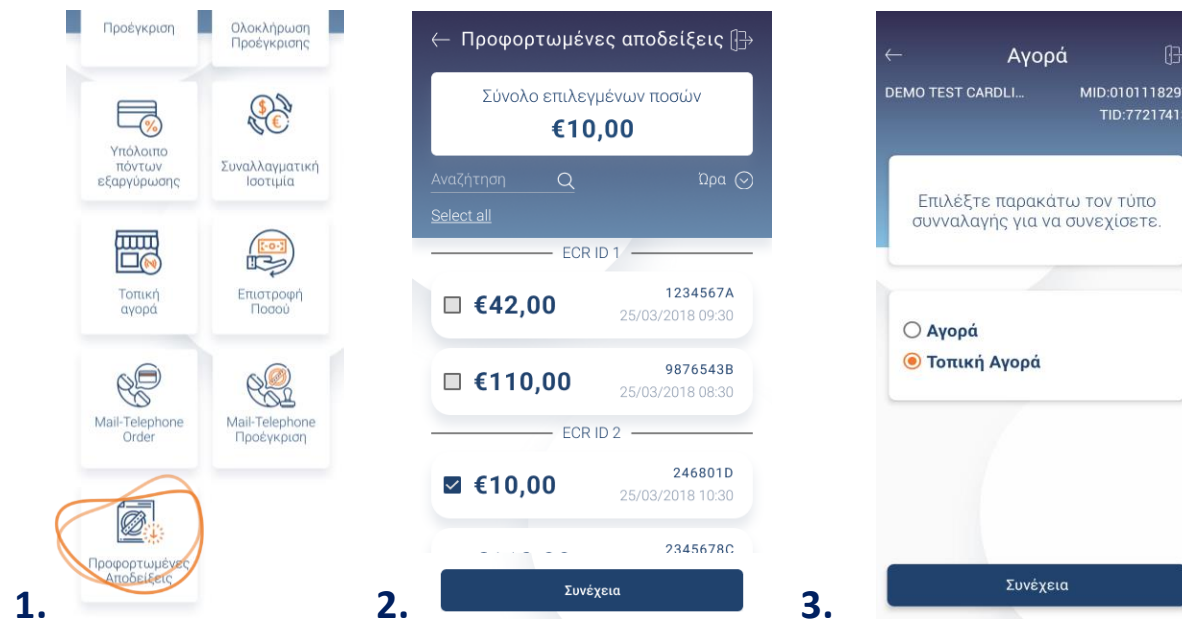 Προέγκριση
Ολοκλήρωση
Προέγκρισης
Υπόλοιπο
πόντων
εξαργύρωσης
Συναλλαγματική
Ισοτιμία
Τοπική
αγορά
Επιστροφή
Ποσού
Mail-Telephone
Order
Mail-Telephone
Προέγκριση
Προφορτωμένες
Αποδείξεις
1.
Προφορτωμένες αποδείξεις
Σύνολο επιλεγμένων ποσών
€10,00
Αναζήτηση
Ώρα
Select all
ECR ID 1
€42,00
1234567A
25/03/2018 09:30
€110,00
9876543B
25/03/2018 08:30
ECR ID 2
€10,00
246801D
25/03/2018 10:30
2345678C
Συνέχεια
2.
Αγορά
DEMO TEST CARDLI...
MID:010111829
TID:7721741
Επιλέξτε παρακάτω τον τύπο
συνναλαγής για να συνεχίσετε.
Αγορά
Τοπική Αγορά
Συνέχεια
3.